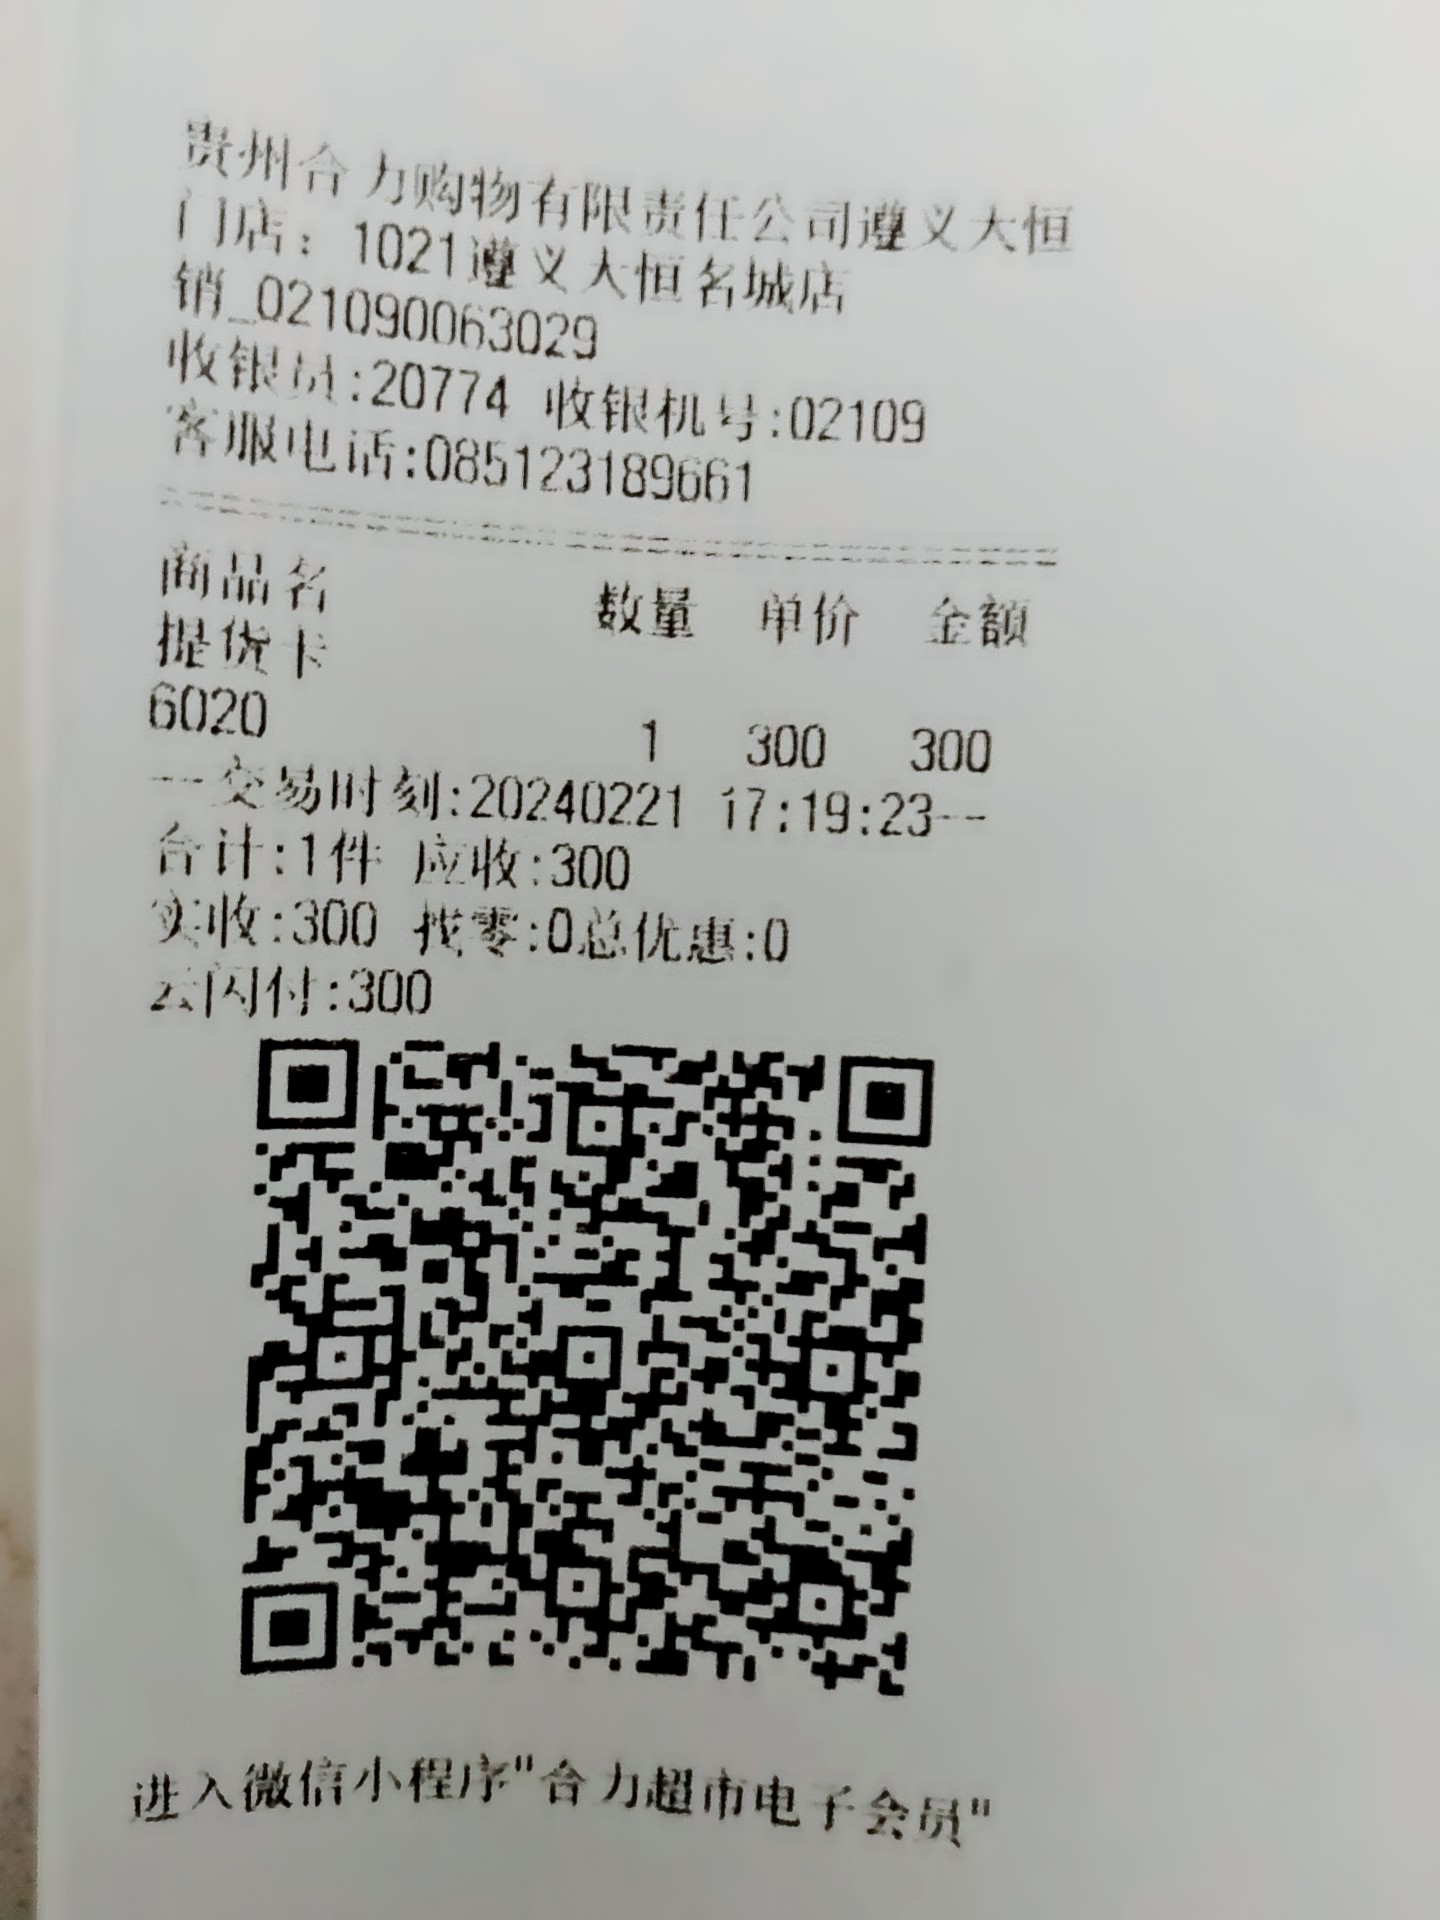 贵州合力购物有限责任公司遵义大恒
门店：1021遵义大恒名城店
销_021090063029
收银员:20774 收银机号:02109
客服电话:085123189661
商品名 数量 单价 金额
提货卡
6020 1 300 300
--交易时刻:20240221 17:19:23--
合计:1件 应收:300
实收:300 找零:0总优惠:0
云闪付:300
进入微信小程序"合力超市电子会员"